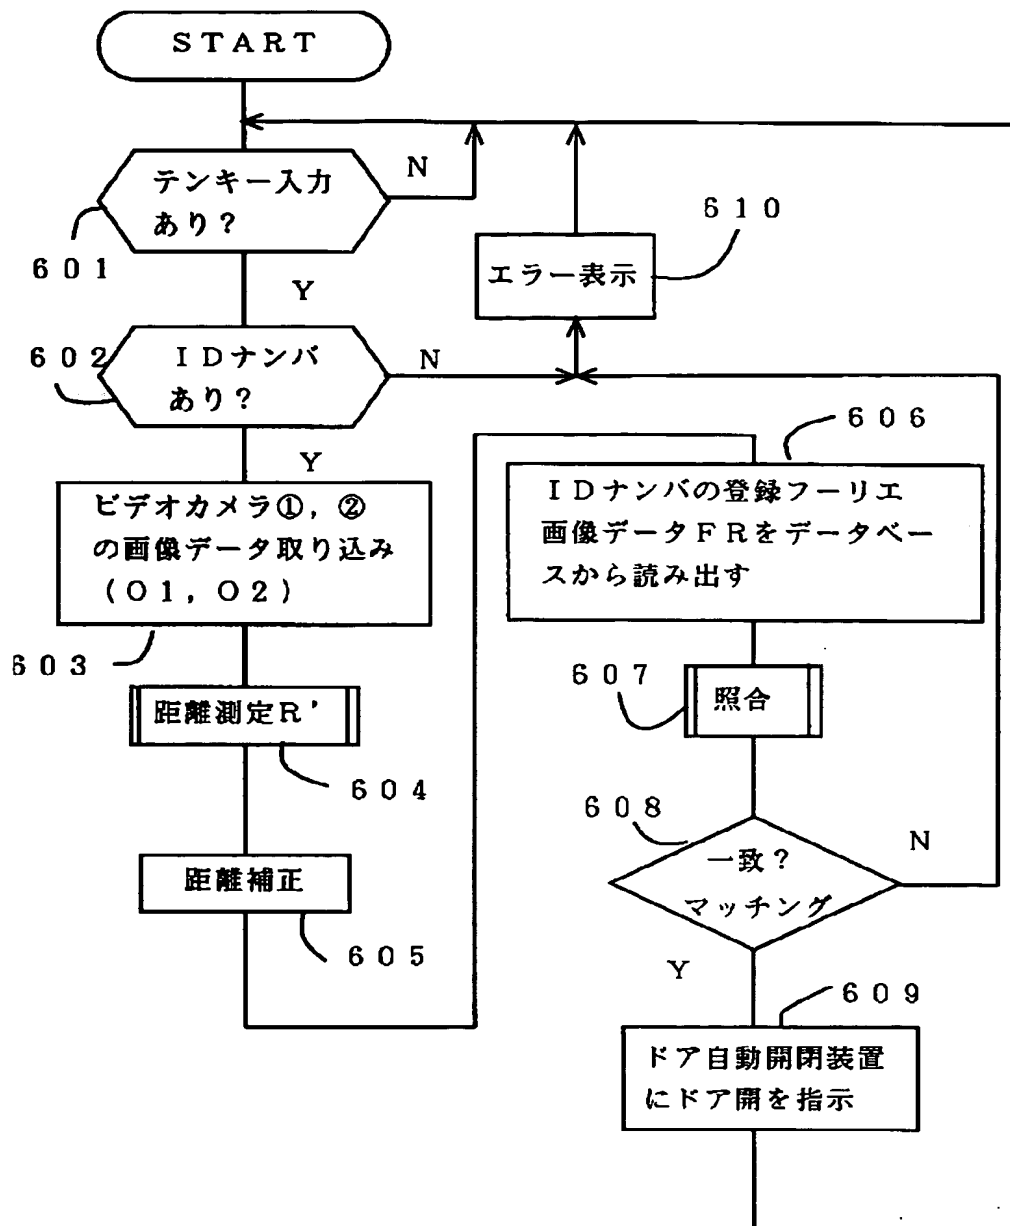 START
テンキー入力
あり?
N
601
Y
610
エラー表示
602
IDナンバ
あり?
N
Y
ビデオカメラ①,②
の画像データ取り込み
(O1,O2)
603
距離測定R'
604
距離補正
605
606
IDナンバの登録フーリエ
画像データFRをデータベー
スから読み出す
607
照合
608
一致?
マッチング
N
Y
609
ドア自動開閉装置
にドア開を指示